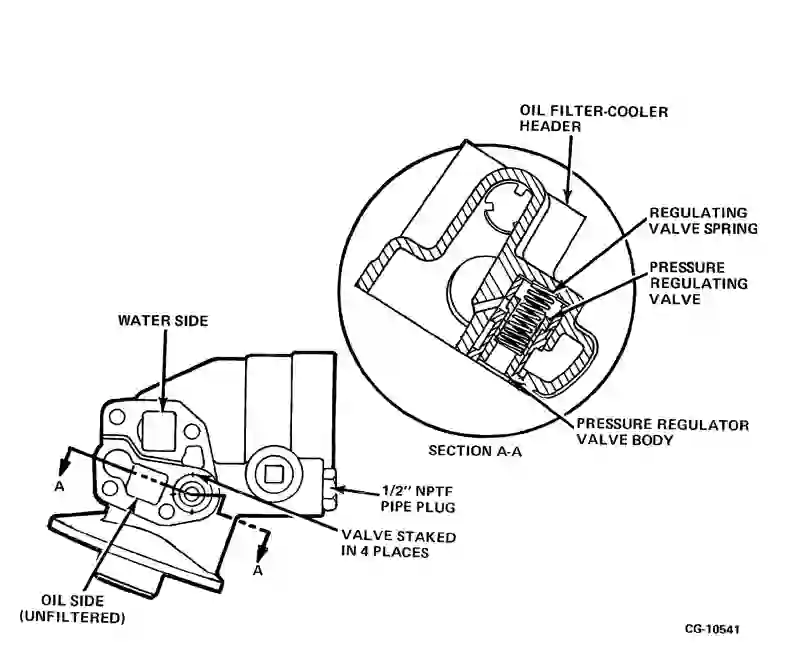 OIL FILTER-COOLER
HEADER
REGULATING
VALVE SPRING
PRESSURE
REGULATING
VALVE
WATER SIDE
PRESSURE REGULATOR
VALVE BODY
SECTION A-A
A
1/2" NPTF
PIPE PLUG
VALVE STAKED
IN 4 PLACES
A
OIL SIDE
(UNFILTERED)
CG-10541